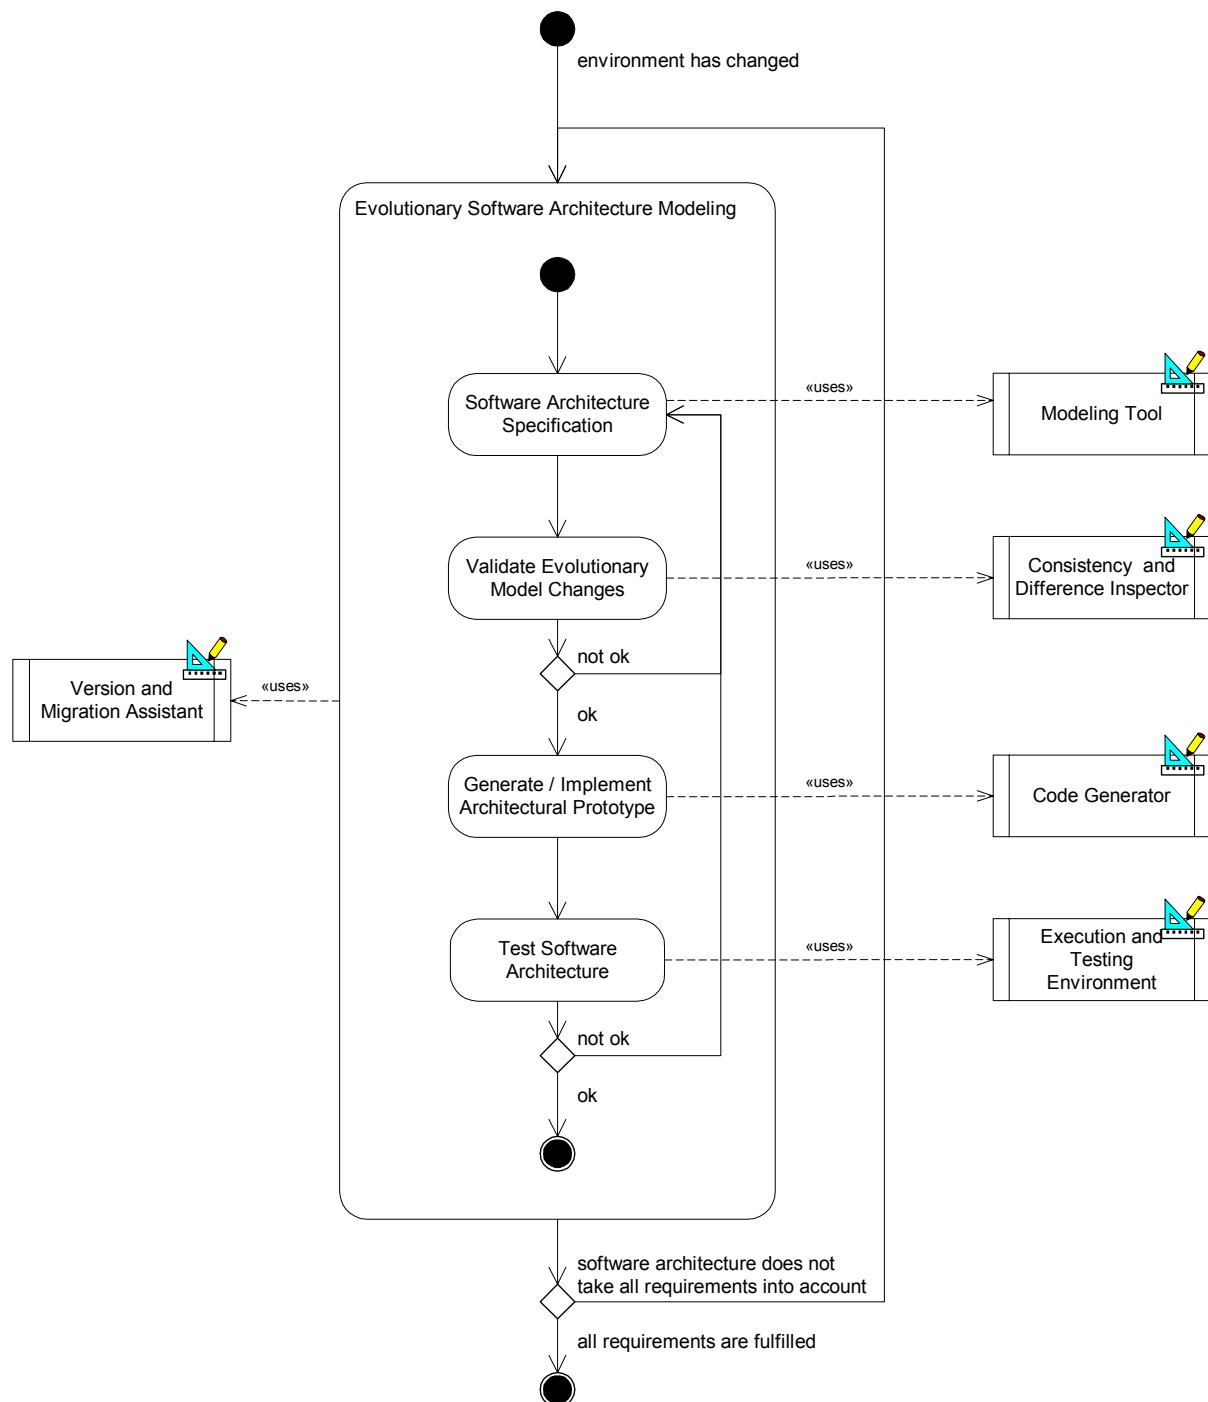 environment has changed
Evolutionary Software Architecture Modeling
Software Architecture
Specification
«uses»
Modeling Tool
Validate Evolutionary
Model Changes
«uses»
Consistency and
Difference Inspector
not ok
Version and
Migration Assistant
«uses»
ok
Generate / Implement
Architectural Prototype
«uses»
Code Generator
Test Software
Architecture
«uses»
Execution and
Testing
Environment
not ok
ok
software architecture does not
take all requirements into account
all requirements are fulfilled